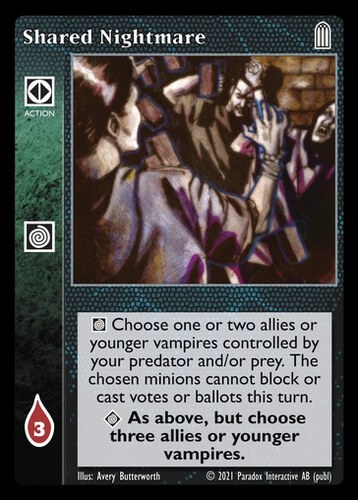 Shared Nightmare
ACTION
Choose one or two allies or
younger vampires controlled by
your predator and/or prey. The
chosen minions cannot block or
cast votes or ballots this turn.
As above, but choose
three allies or younger
vampires.
3
Illus: Avery Butterworth © 2021 Paradox Interactive AB (publ)